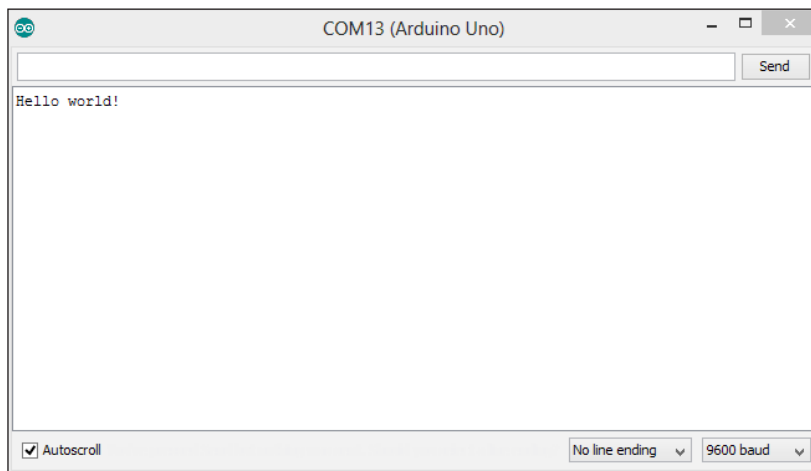 COM13 (Arduino Uno)
Send
Hello world!
Autoscroll
No line ending
9600 baud